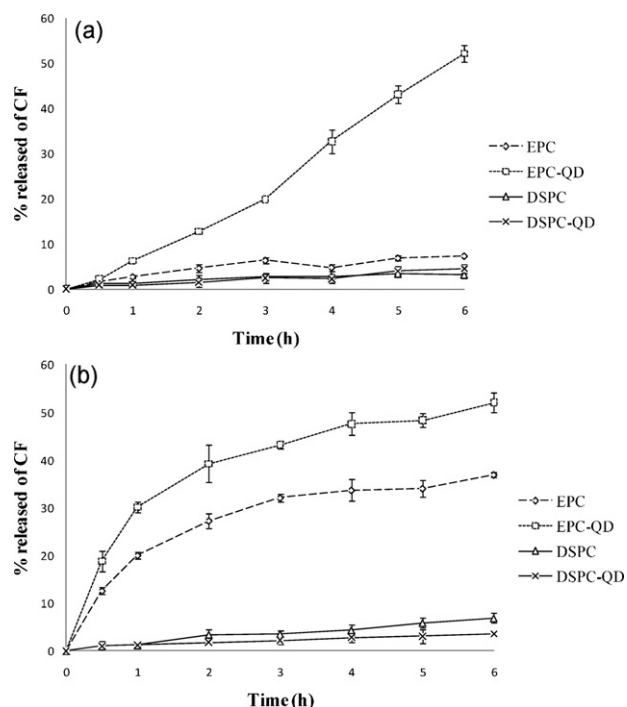 (a)
% released of CF
60
50
40
30
20
10
0
0 1 2 3 4 5 6
Time (h)
EPC
EPC-QD
DSPC
DSPC-QD
(b)
% released of CF
60
50
40
30
20
10
0
0 1 2 3 4 5 6
Time (h)
EPC
EPC-QD
DSPC
DSPC-QD